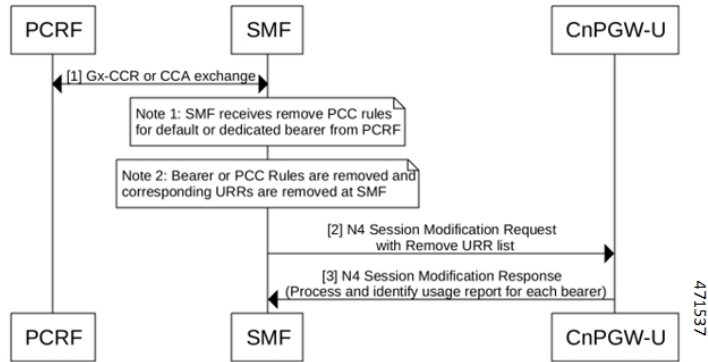 PCRF
SMF
CnPGW-U
[1] Gx-CCR or CCA exchange
Note 1: SMF receives remove PCC rules
for default or dedicated bearer from PCRF
Note 2: Bearer or PCC Rules are removed and
corresponding URRs are removed at SMF
[2] N4 Session Modification Request
with Remove URR list
[3] N4 Session Modification Response
(Process and identify usage report for each bearer)
PCRF
SMF
CnPGW-U
471537